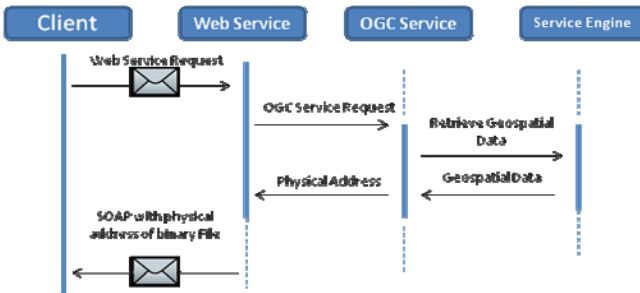 Client
Web Service
OGC Service
Service Engine
Web Service Request
OGC Service Request
Retrieve Geospatial
Data
Physical Address
Geospatial Data
SOAP with physical
address of binary File